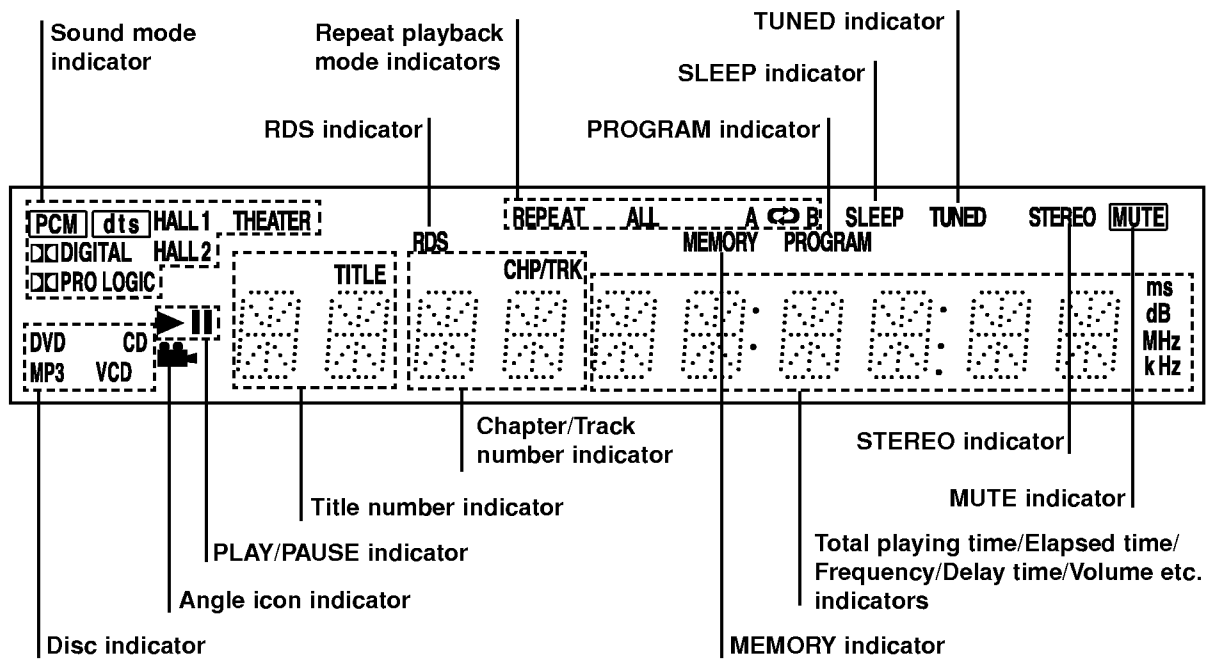 TUNED indicator
Sound mode
indicator
Repeat playback
mode indicators
SLEEP indicator
RDS indicator
PROGRAM indicator
PCM dts HALL 1 THEATER
REPEAT ALL A B SLEEP TUNED STEREO MUTE
DIGITAL HALL 2
RDS
MEMORY PROGRAM
PRO LOGIC
TITLE
CHP/TRK
ms
dB
MHz
kHz
DVD CD
MP3 VCD
Chapter/Track
number indicator
STEREO indicator
Title number indicator
MUTE indicator
PLAY/PAUSE indicator
Total playing time/Elapsed time/
Frequency/Delay time/Volume etc.
indicators
Angle icon indicator
Disc indicator
MEMORY indicator